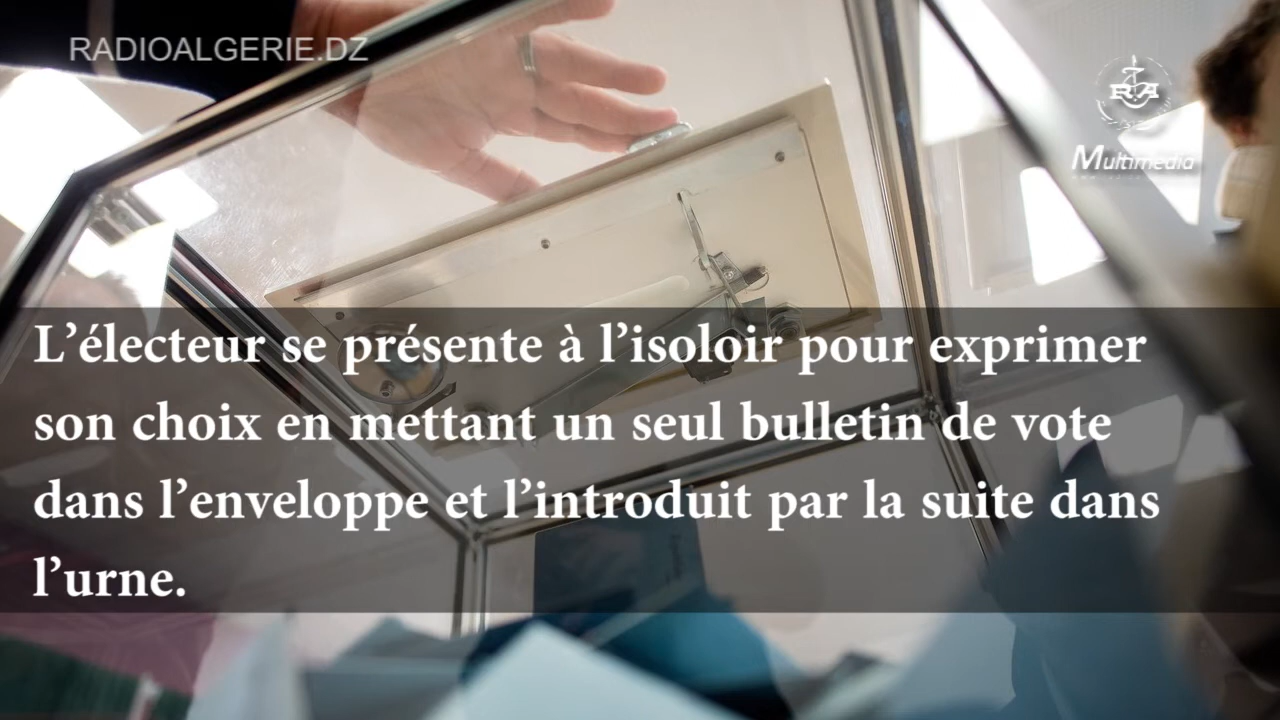 RADIOALGERIE.DZ
RA
Multimedia
L’électeur se présente à l’isoloir pour exprimer
son choix en mettant un seul bulletin de vote
dans l’enveloppe et l’introduit par la suite dans
l’urne.